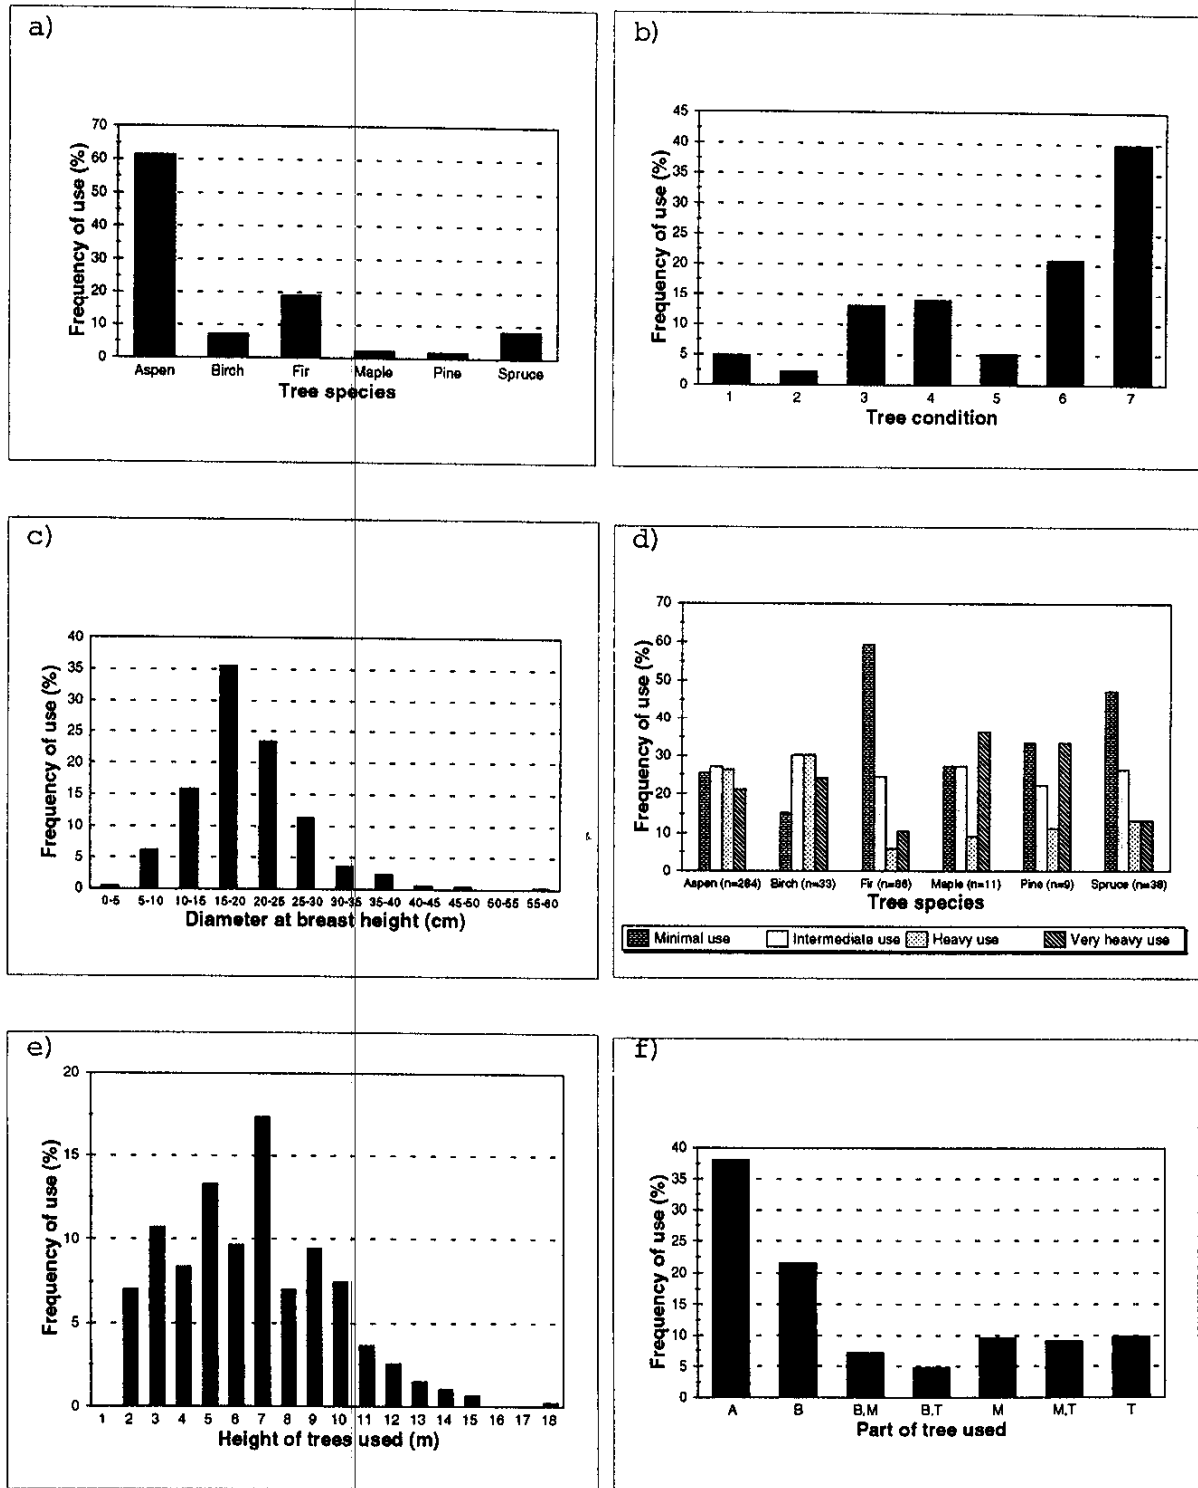 a)
Frequency of use (%)
70
60
50
40
30
20
10
0
Aspen Birch Fir Maple Pine Spruce
Tree species
b)
Frequency of use (%)
45
40
35
30
25
20
15
10
5
0
1 2 3 4 5 6 7
Tree condition
c)
Frequency of use (%)
40
35
30
25
20
15
10
5
0
0-5 5-10 10-15 15-20 20-25 25-30 30-35 35-40 40-45 45-50 50-55 55-60
Diameter at breast height (cm)
d)
Frequency of use (%)
70
60
50
40
30
20
10
0
Aspen (n=284) Birch (n=33) Fir (n=86) Maple (n=11) Pine (n=9) Spruce (n=38)
Tree species
Minimal use Intermediate use Heavy use Very heavy use
e)
Frequency of use (%)
20
15
10
5
0
1 2 3 4 5 6 7 8 9 10 11 12 13 14 15 16 17 18
Height of trees used (m)
f)
Frequency of use (%)
40
35
30
25
20
15
10
5
0
A B B,M B,T M M,T T
Part of tree used